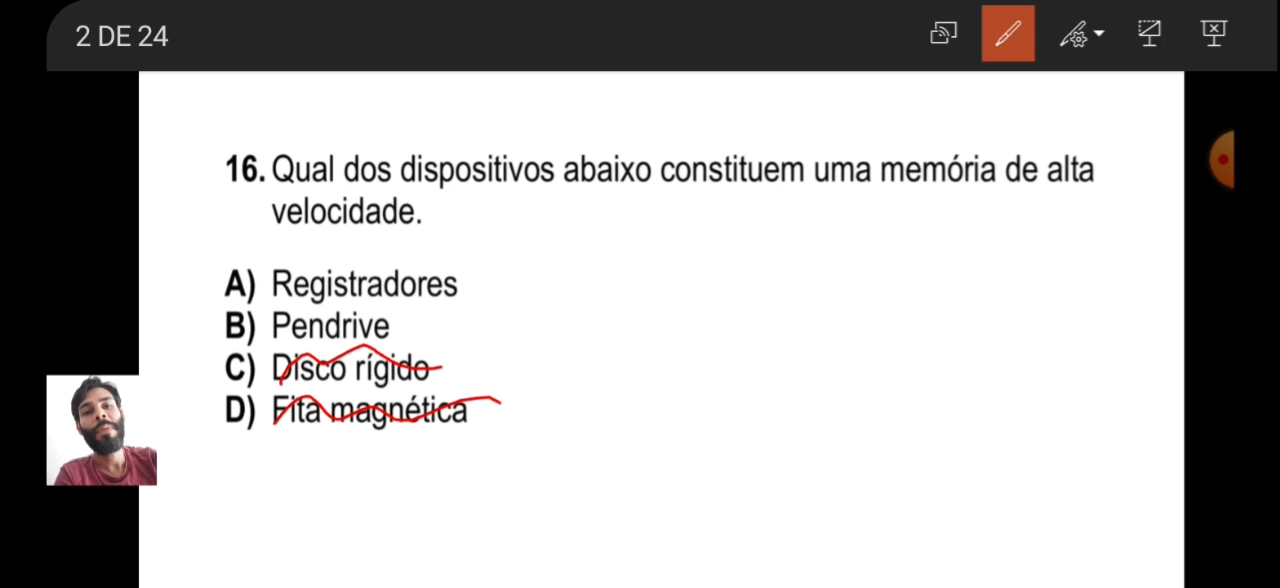 2 DE 24
16. Qual dos dispositivos abaixo constituem uma memória de alta
velocidade.
A) Registradores
B) Pendrive
C) Disco rígido
D) Fita magnética